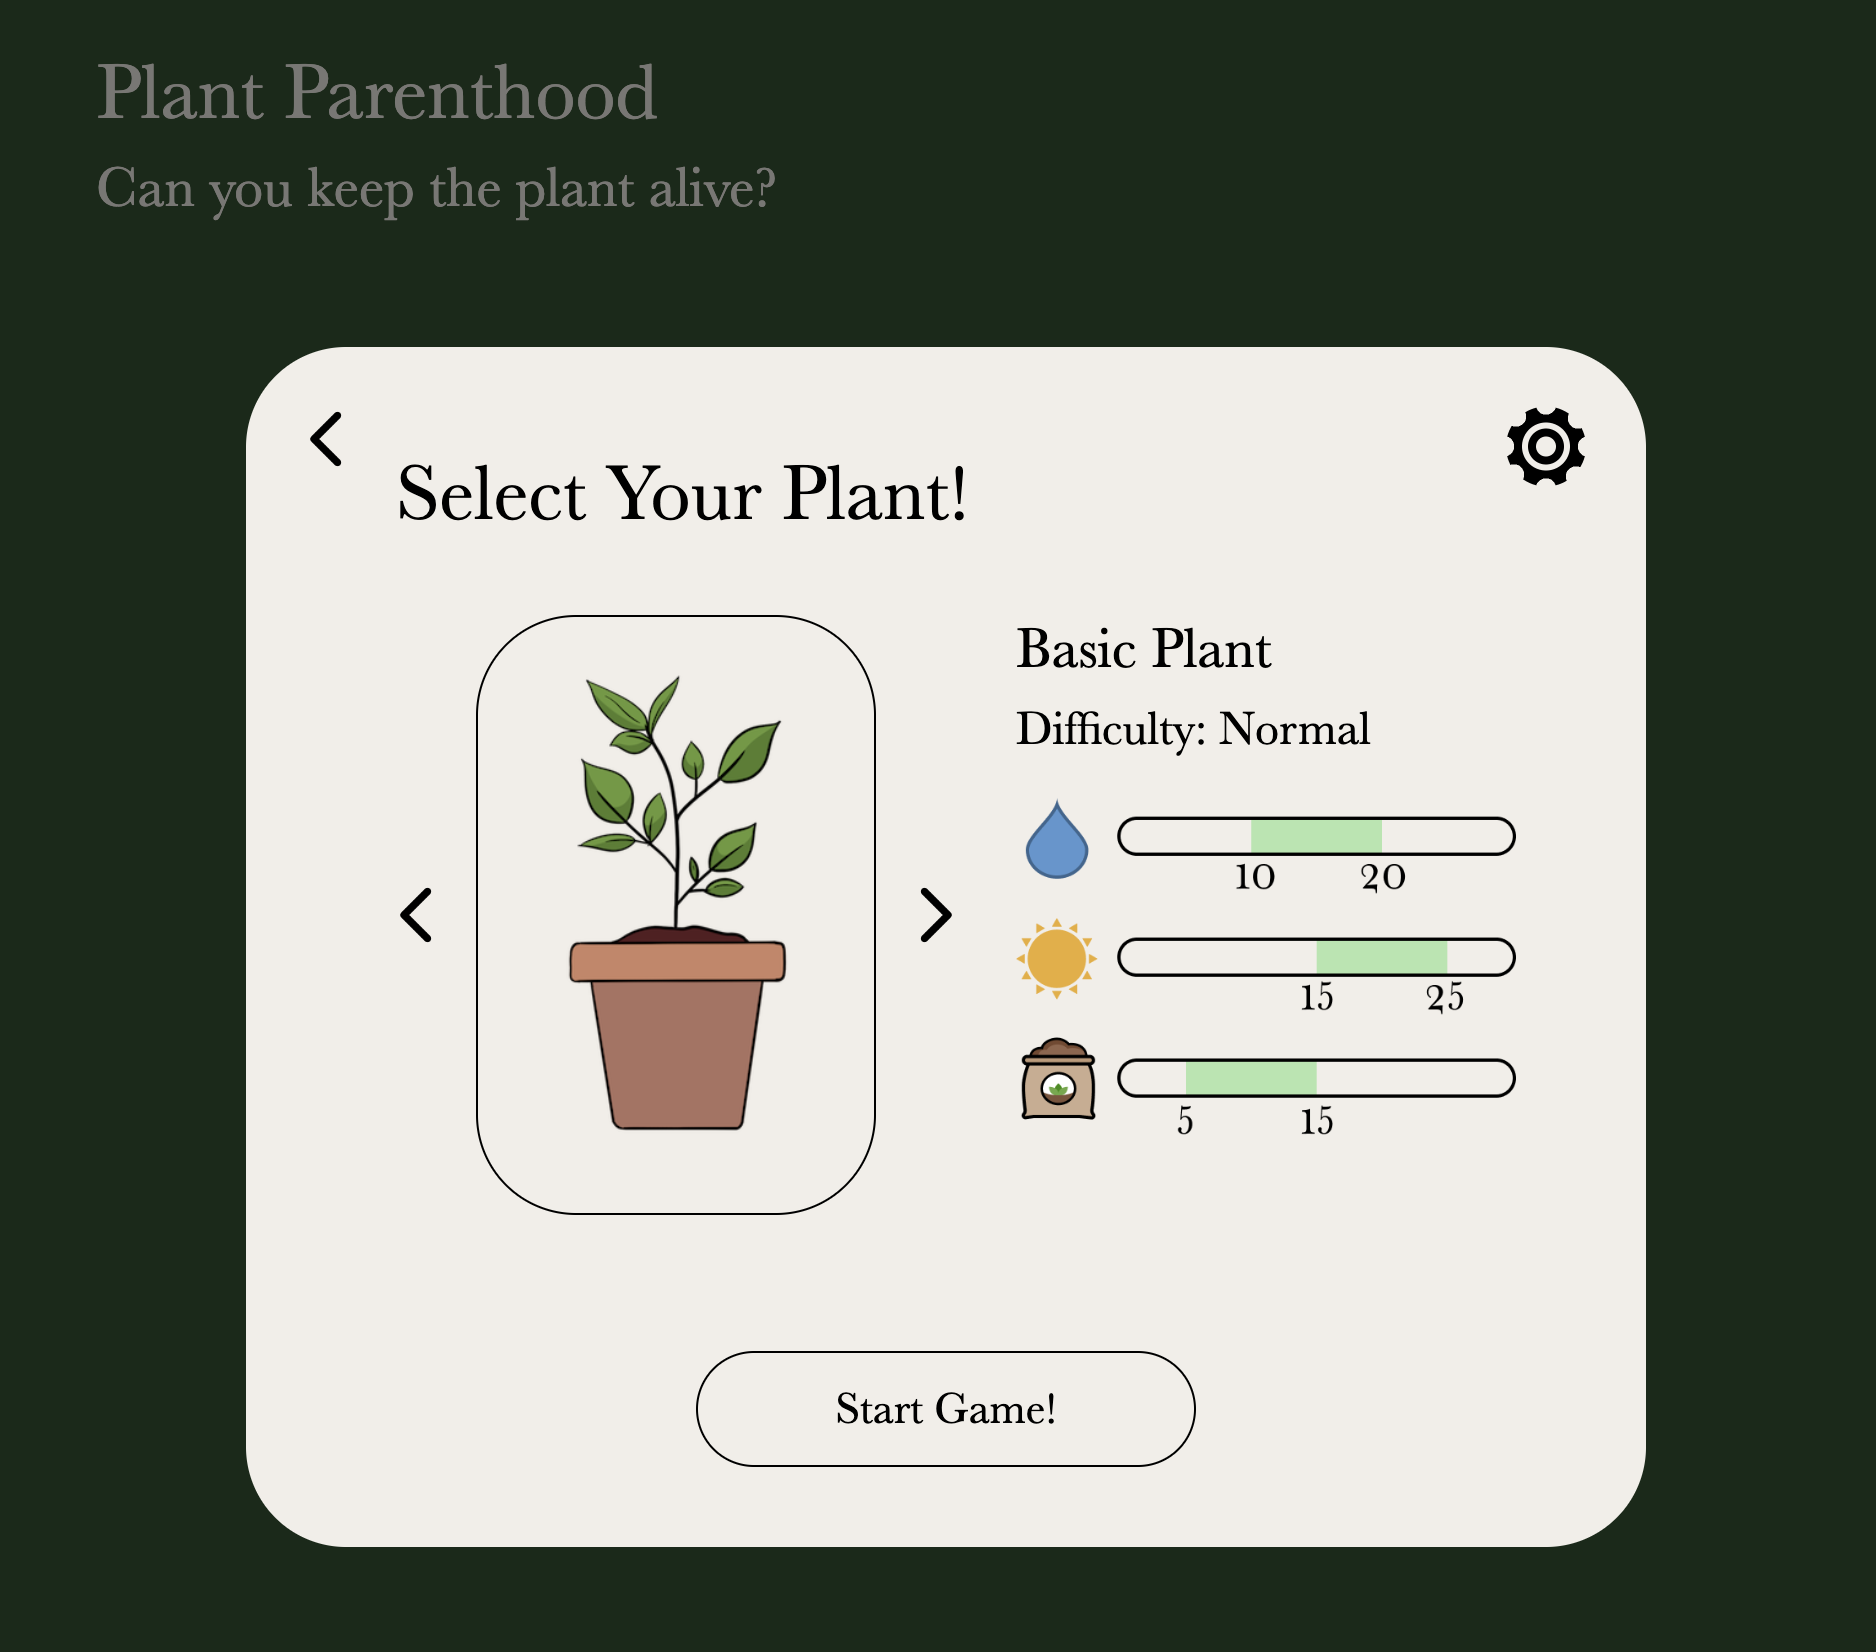 Plant Parenthood
Can you keep the plant alive?
Select Your Plant!
Basic Plant
Difficulty: Normal
10 20
15 25
5 15
Start Game!